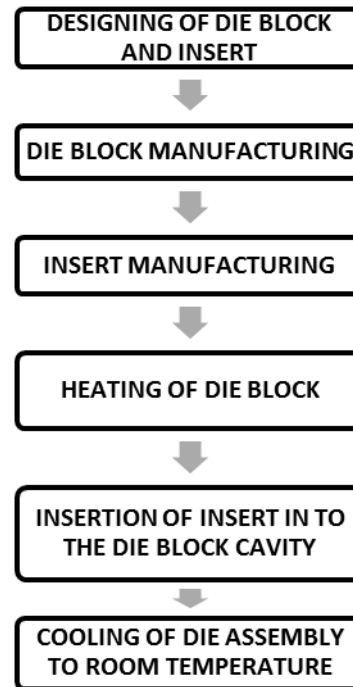 DESIGNING OF DIE BLOCK
AND INSERT
DIE BLOCK MANUFACTURING
INSERT MANUFACTURING
HEATING OF DIE BLOCK
INSERTION OF INSERT IN TO
THE DIE BLOCK CAVITY
COOLING OF DIE ASSEMBLY
TO ROOM TEMPERATURE